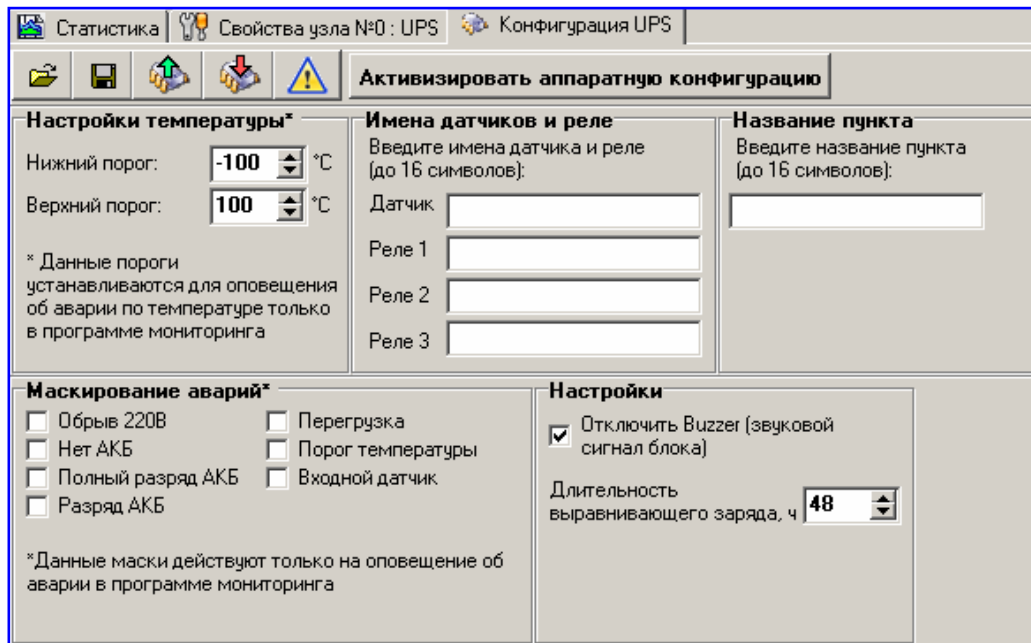 Статистика
Свойства узла №0 : UPS
Конфигурация UPS
Активизировать аппаратную конфигурацию
Настройки температуры*
Нижний порог: -100 °C
Верхний порог: 100 °C
* Данные пороги
устанавливаются для оповещения
об аварии по температуре только
в программе мониторинга
Имена датчиков и реле
Введите имена датчика и реле
(до 16 символов):
Датчик
Реле 1
Реле 2
Реле 3
Название пункта
Введите название пункта
(до 16 символов):
Маскирование аварий*
Обрыв 220В
Нет АКБ
Полный разряд АКБ
Разряд АКБ
Перегрузка
Порог температуры
Входной датчик
*Данные маски действуют только на оповещение об
аварии в программе мониторинга
Настройки
Отключить Buzzer (звуковой
сигнал блока)
Длительность
выравнивающего заряда, ч 48